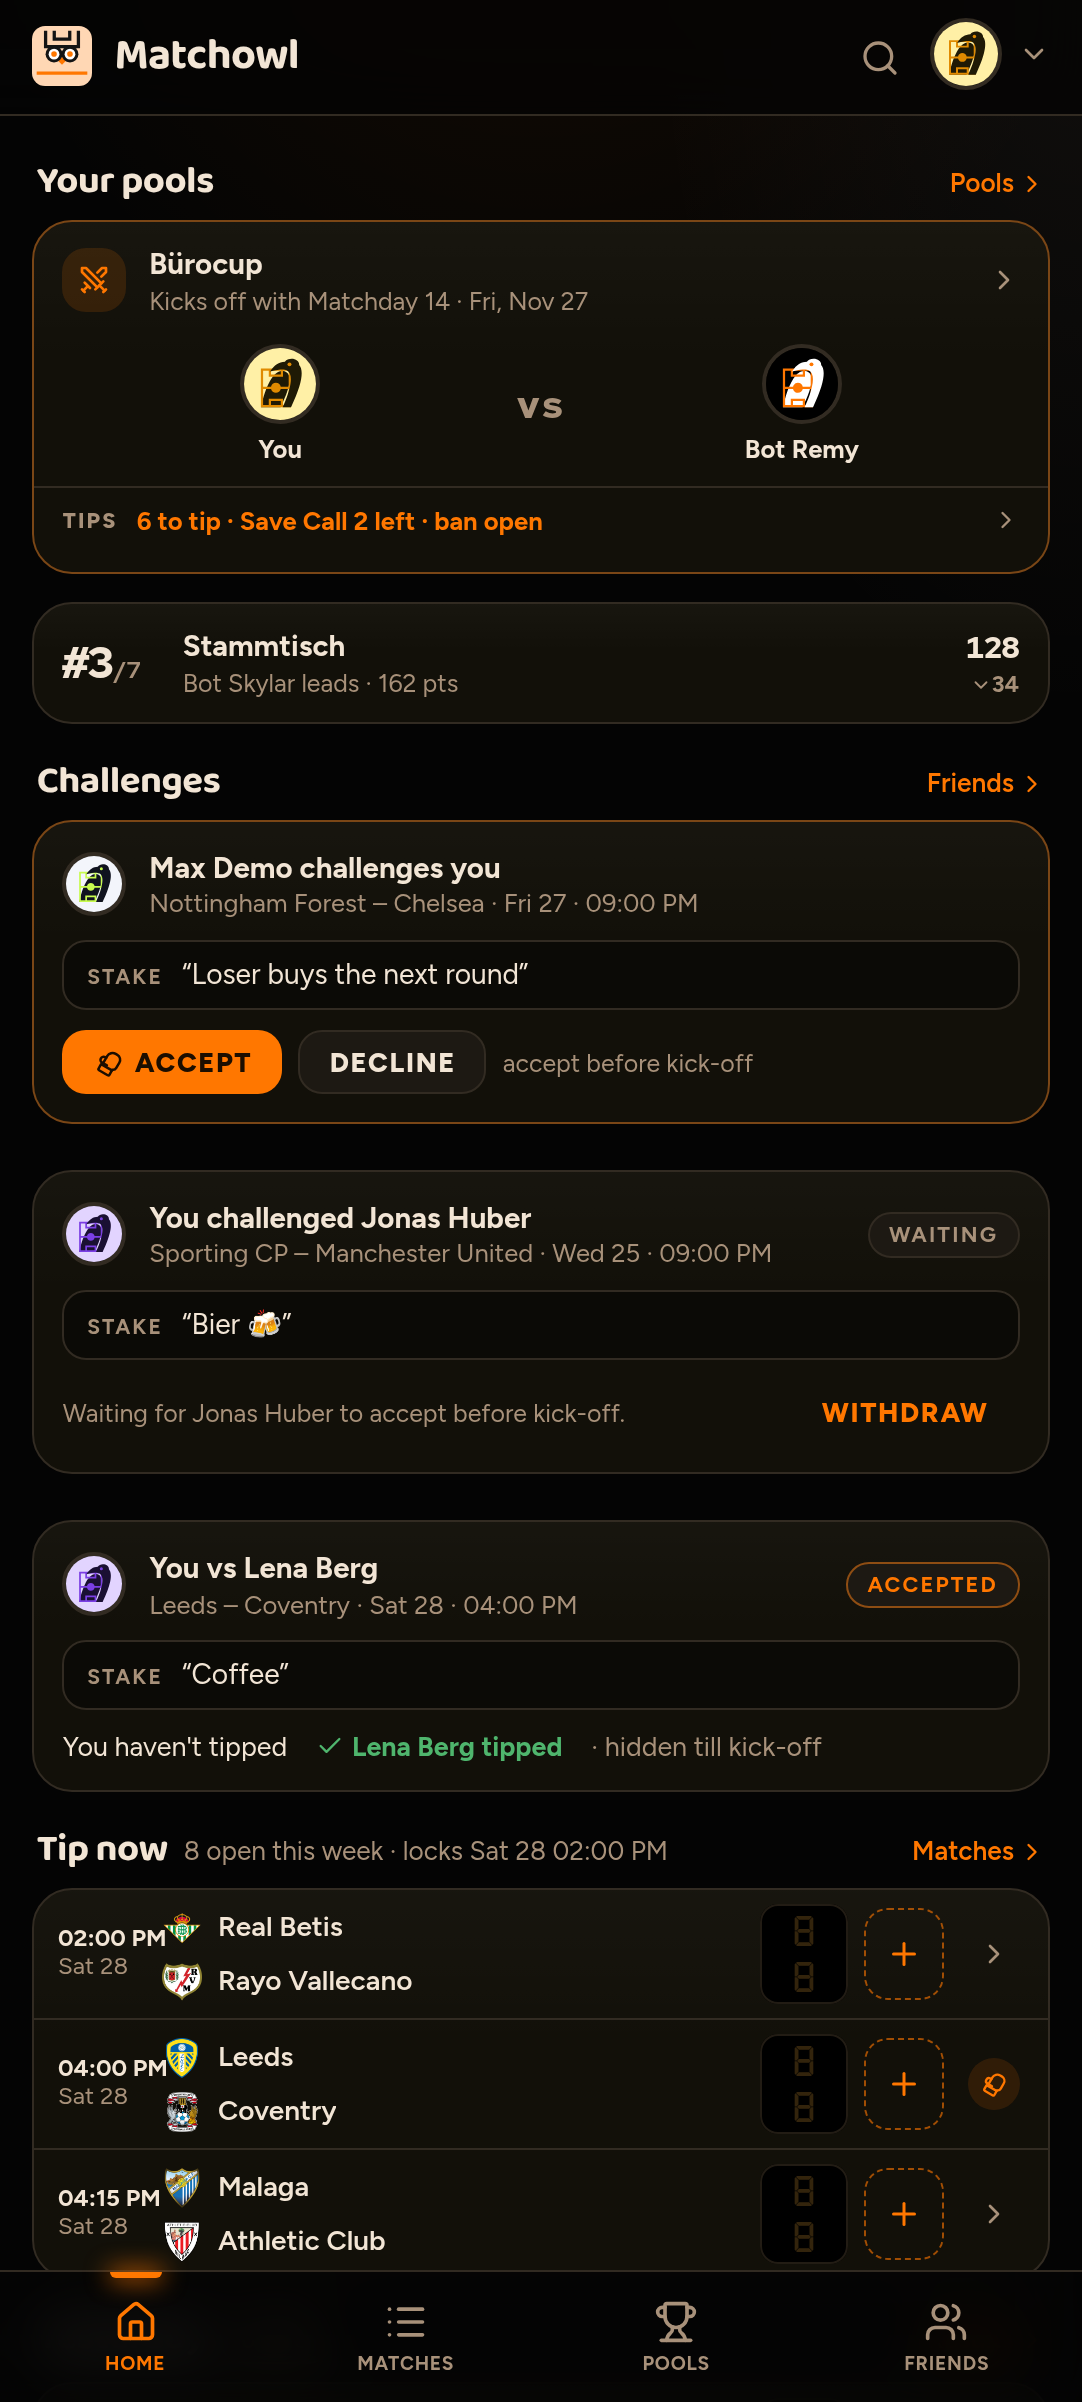 Matchowl
Your pools
Pools
Bürocup
Kicks off with Matchday 14 · Fri, Nov 27
vs
You
Bot Remy
TIPS 6 to tip · Save Call 2 left · ban open
#3/7
Stammtisch
Bot Skylar leads · 162 pts
128
34
Challenges
Friends
Max Demo challenges you
Nottingham Forest – Chelsea · Fri 27 · 09:00 PM
STAKE “Loser buys the next round”
ACCEPT
DECLINE
accept before kick-off
You challenged Jonas Huber
Sporting CP – Manchester United · Wed 25 · 09:00 PM
WAITING
STAKE “Bier 🍻”
Waiting for Jonas Huber to accept before kick-off.
WITHDRAW
You vs Lena Berg
Leeds – Coventry · Sat 28 · 04:00 PM
ACCEPTED
STAKE “Coffee”
You haven't tipped
Lena Berg tipped
· hidden till kick-off
Tip now 8 open this week · locks Sat 28 02:00 PM
Matches
02:00 PM
Sat 28
Real Betis
Rayo Vallecano
04:00 PM
Sat 28
Leeds
Coventry
04:15 PM
Sat 28
Malaga
Athletic Club
HOME
MATCHES
POOLS
FRIENDS